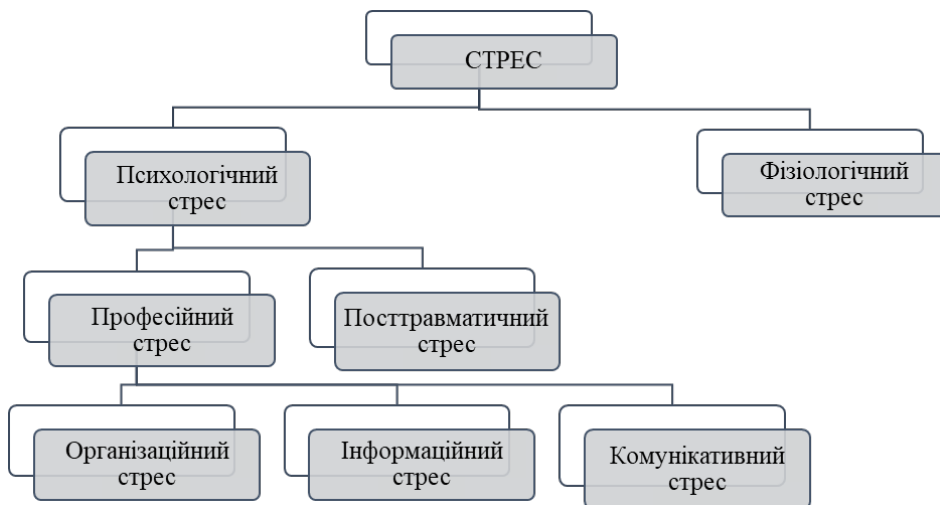 СТРЕС
Психологічний
стрес
Фізіологічний
стрес
Професійний
стрес
Посттравматичний
стрес
Організаційний
стрес
Інформаційний
стрес
Комунікативний
стрес